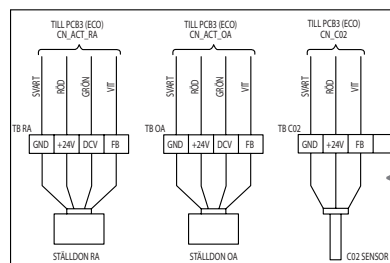 TILL PCB3 (ECO)
CN_ACT_RA
SVART
RÖD
GRÖN
VIT
TB RA
GND +24V DCV FB
STÄLLDON RA
TILL PCB3 (ECO)
CN_ACT_OA
SVART
RÖD
GRÖN
VIT
TB OA
GND +24V DCV FB
STÄLLDON OA
TILL PCB3 (ECO)
CN_C02
SVART
RÖD
VIT
TB C02
GND +24V FB
C02 SENSOR